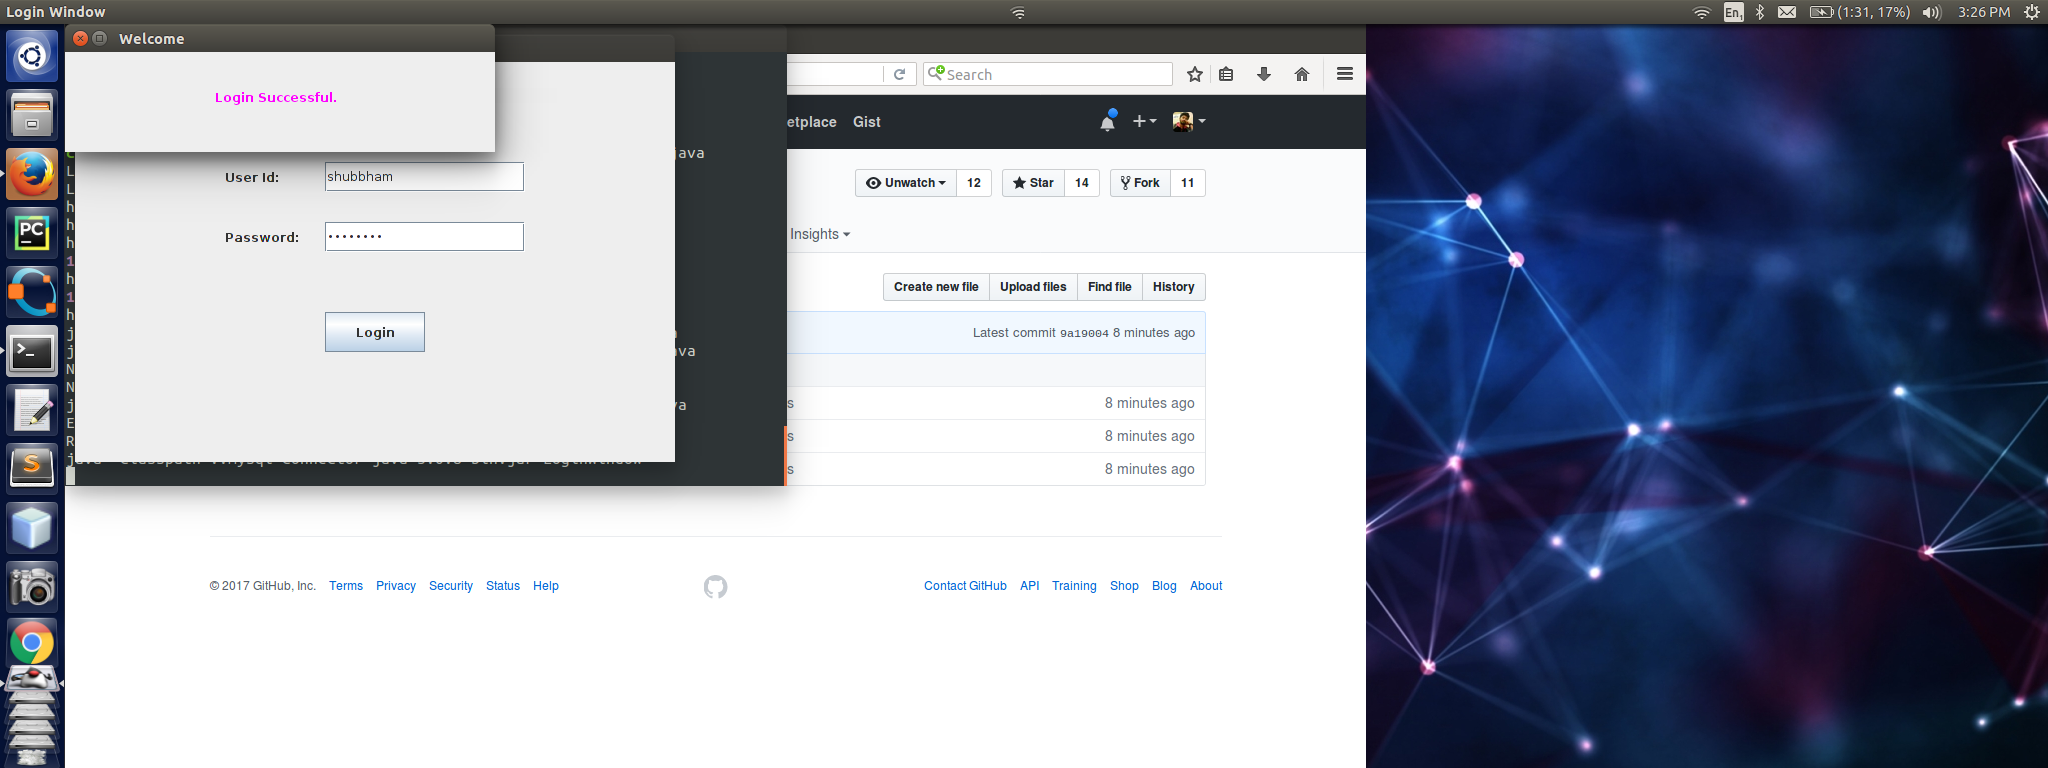 Login Window
En,
(1:31, 17%)
3:26 PM
Welcome
Login Successful.
User Id:
shubbham
Password:
Login
PC
Search
etplace
Gist
java
Unwatch
12
Star
14
Fork
11
Insights
Create new file
Upload files
Find file
History
Latest commit 9a19004 8 minutes ago
s
8 minutes ago
s
8 minutes ago
s
8 minutes ago
© 2017 GitHub, Inc.
Terms
Privacy
Security
Status
Help
Contact GitHub
API
Training
Shop
Blog
About